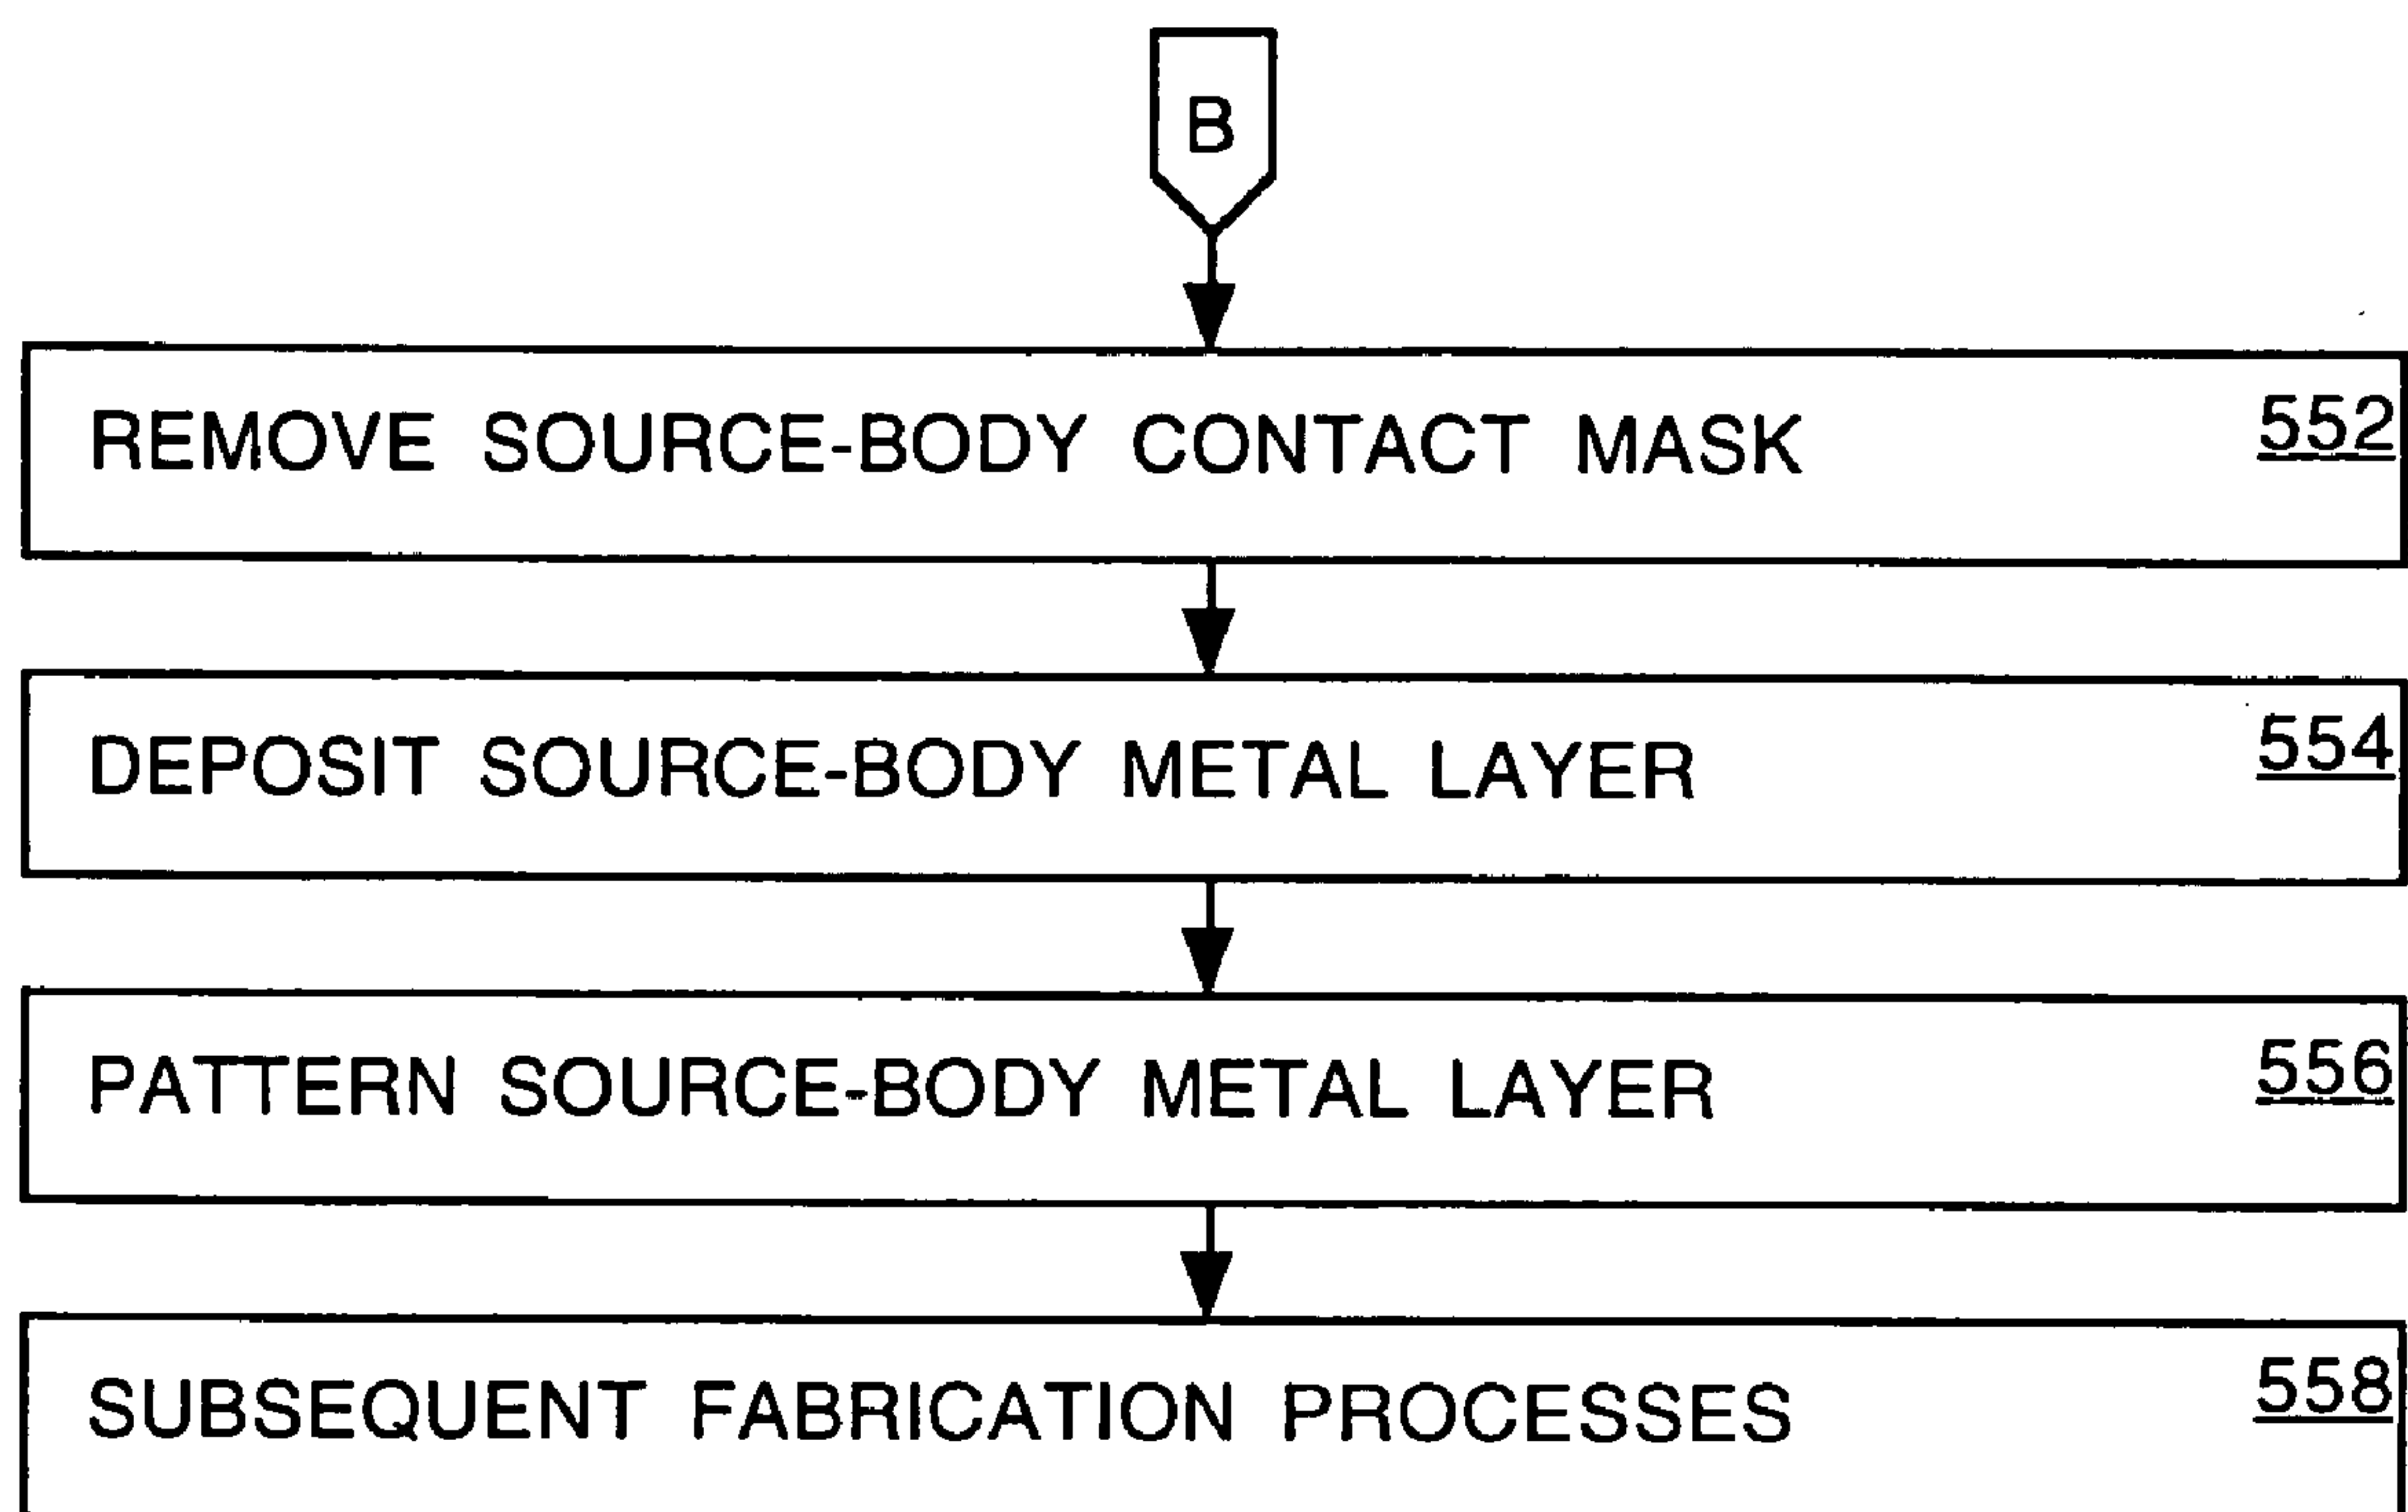 B
REMOVE SOURCE-BODY CONTACT MASK 552
DEPOSIT SOURCE-BODY METAL LAYER 554
PATTERN SOURCE-BODY METAL LAYER 556
SUBSEQUENT FABRICATION PROCESSES 558